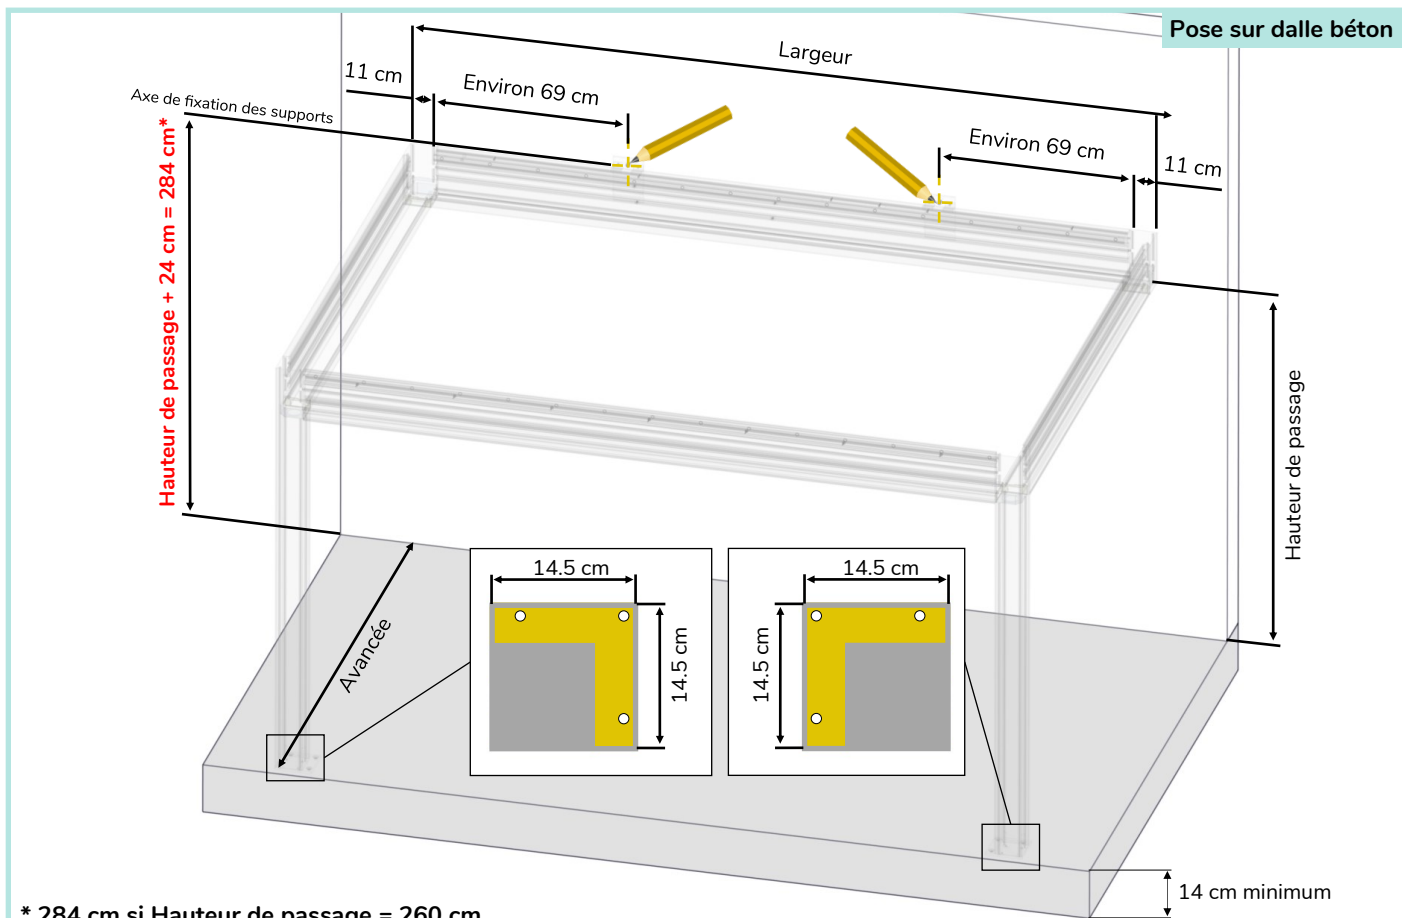 Pose sur dalle béton
Largeur
11 cm
Environ 69 cm
Axe de fixation des supports
Environ 69 cm
11 cm
Hauteur de passage + 24 cm = 284 cm*
Hauteur de passage
14.5 cm
14.5 cm
14.5 cm
14.5 cm
Avancée
14 cm minimum
* 284 cm si Hauteur de passage = 260 cm